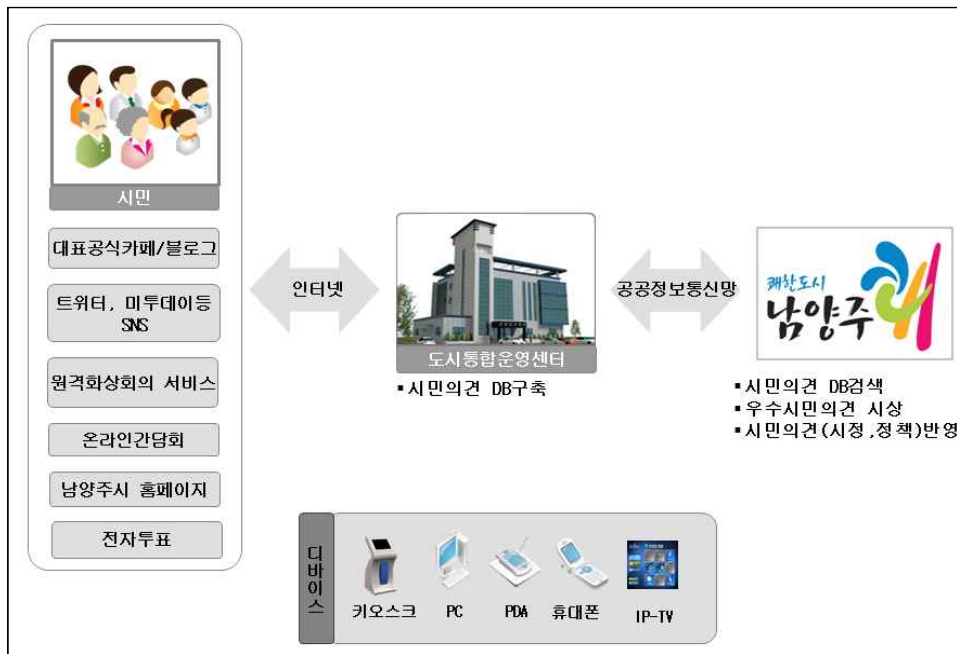 시민
대표공식카페/블로그
트위터, 미투데이등
SNS
원격화상회의 서비스
온라인간담회
남양주시 홈페이지
전자투표
인터넷
도시통합운영센터
▪시민의견 DB구축
공공정보통신망
쾌한도시
남양주
▪시민의견 DB검색
▪우수시민의견 시상
▪시민의견(시정,정책)반영
디바이스
키오스크
PC
PDA
휴대폰
IP-TV